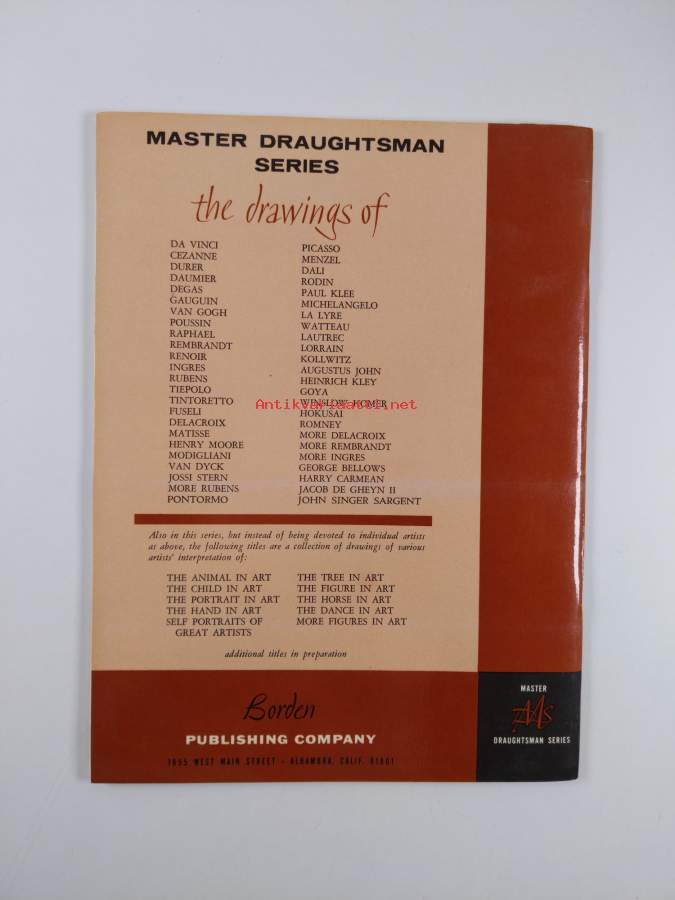 MASTER DRAUGHTSMAN
SERIES
the drawings of
DA VINCI
CEZANNE
DURER
DAUMIER
DEGAS
GAUGUIN
VAN GOGH
POUSSIN
RAPHAEL
REMBRANDT
RENOIR
INGRES
RUBENS
TIEPOLO
TINTORETTO
FUSELI
DELACROIX
MATISSE
HENRY MOORE
MODIGLIANI
VAN DYCK
JOSSI STERN
MORE RUBENS
PONTORMO
PICASSO
MENZEL
DALI
RODIN
PAUL KLEE
MICHELANGELO
LA LYRE
WATTEAU
LAUTREC
LORRAIN
KOLLWITZ
AUGUSTUS JOHN
HEINRICH KLEY
GOYA
WINSLOW HOMER
HOKUSAI
ROMNEY
MORE DELACROIX
MORE REMBRANDT
MORE INGRES
GEORGE BELLOWS
HARRY CARMEAN
JACOB DE GHEYN II
JOHN SINGER SARGENT
Antikvariaatti.net
Also in this series, but instead of being devoted to individual artists
as above, the following titles are a collection of drawings of various
artists' interpretation of:
THE ANIMAL IN ART
THE CHILD IN ART
THE PORTRAIT IN ART
THE HAND IN ART
SELF PORTRAITS OF
GREAT ARTISTS
THE TREE IN ART
THE FIGURE IN ART
THE HORSE IN ART
THE DANCE IN ART
MORE FIGURES IN ART
additional titles in preparation
Borden
PUBLISHING COMPANY
WEST MAIN STREET - ALHAMBRA, CALIF.
MASTER
DRAUGHTSMAN SERIES